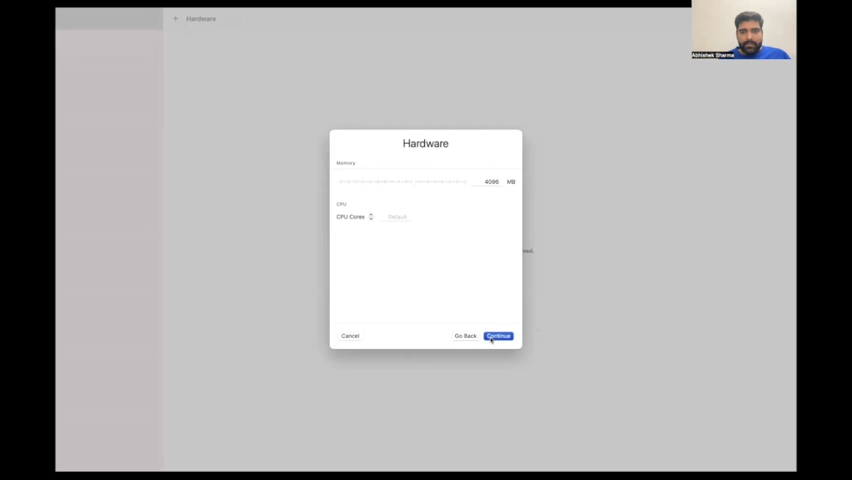 + Hardware
Abhishek Sharma
Hardware
Memory
4096 MB
CPU
CPU Cores Default
Cancel Go Back Continue